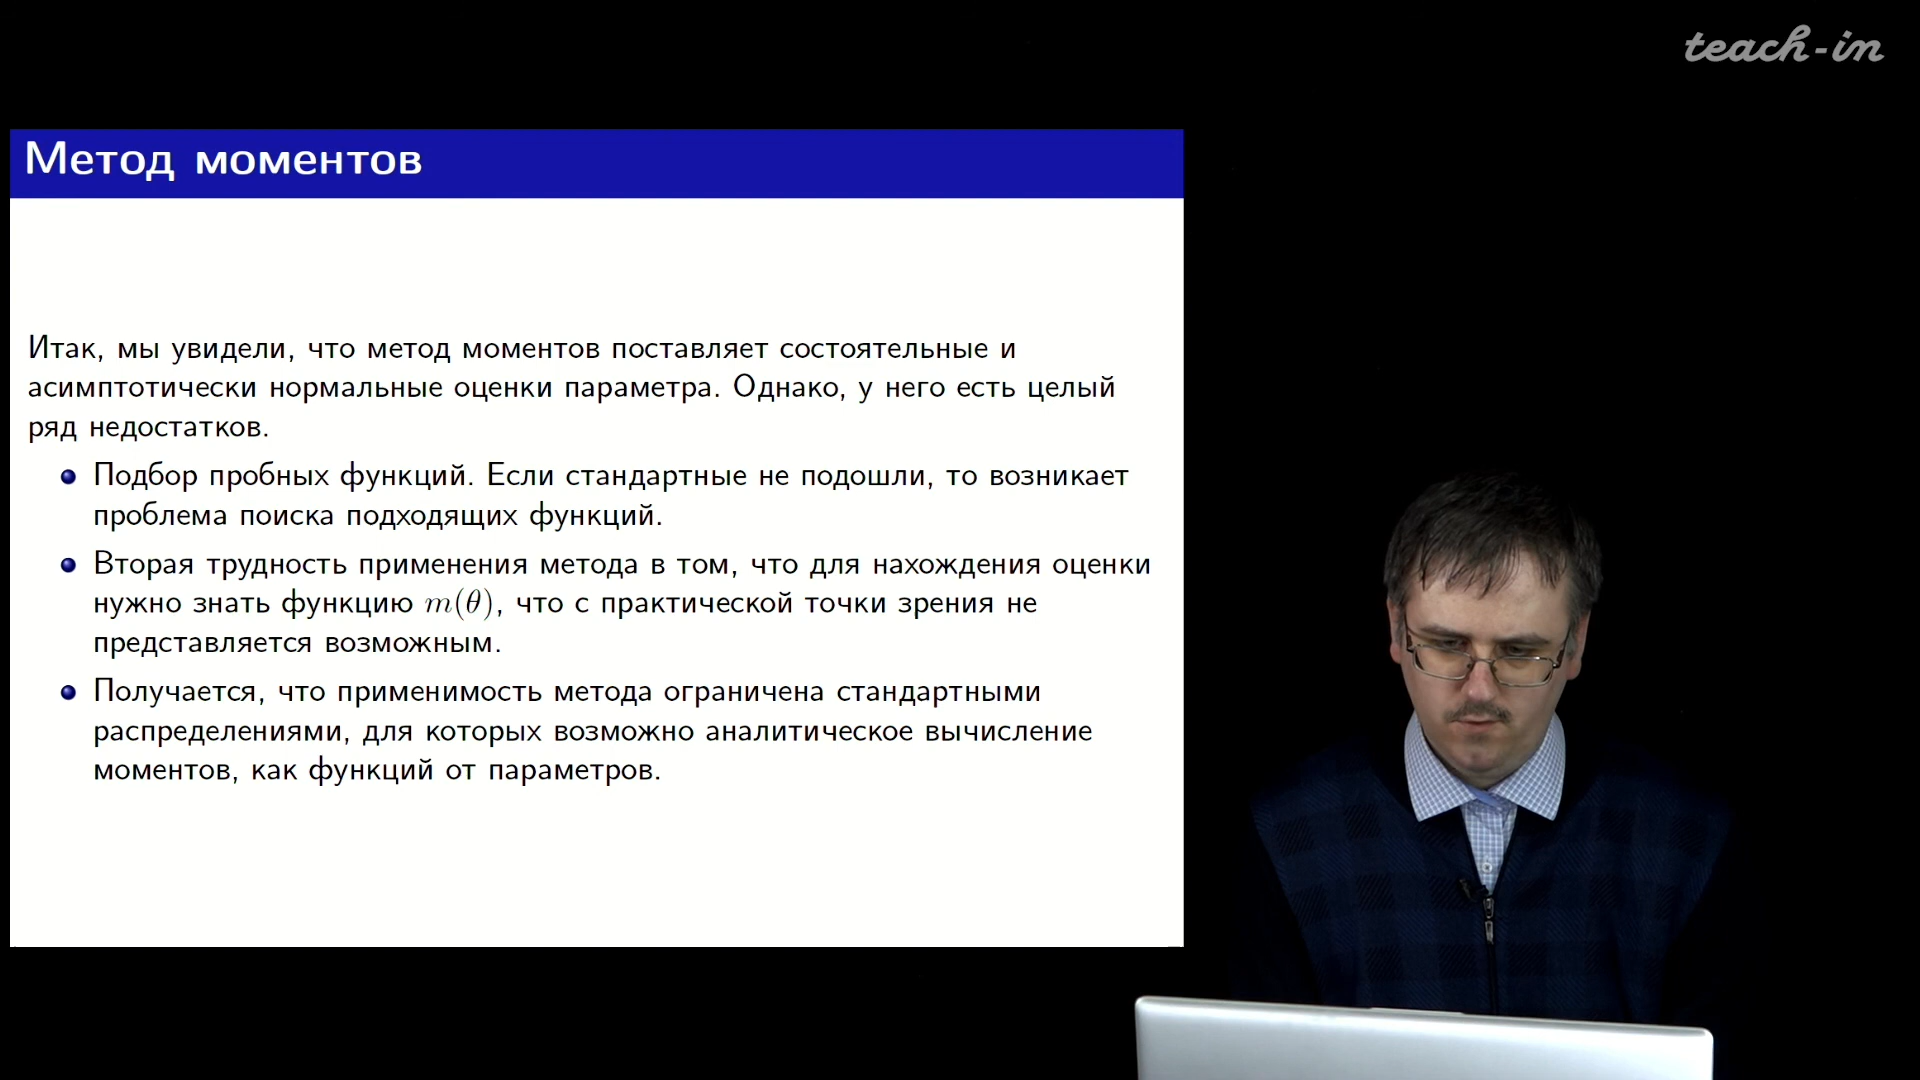 teach-in
Метод моментов
Итак, мы увидели, что метод моментов поставляет состоятельные и
асимптотически нормальные оценки параметра. Однако, у него есть целый
ряд недостатков.
Подбор пробных функций. Если стандартные не подошли, то возникает
проблема поиска подходящих функций.
Вторая трудность применения метода в том, что для нахождения оценки
нужно знать функцию m(θ), что с практической точки зрения не
представляется возможным.
Получается, что применимость метода ограничена стандартными
распределениями, для которых возможно аналитическое вычисление
моментов, как функций от параметров.